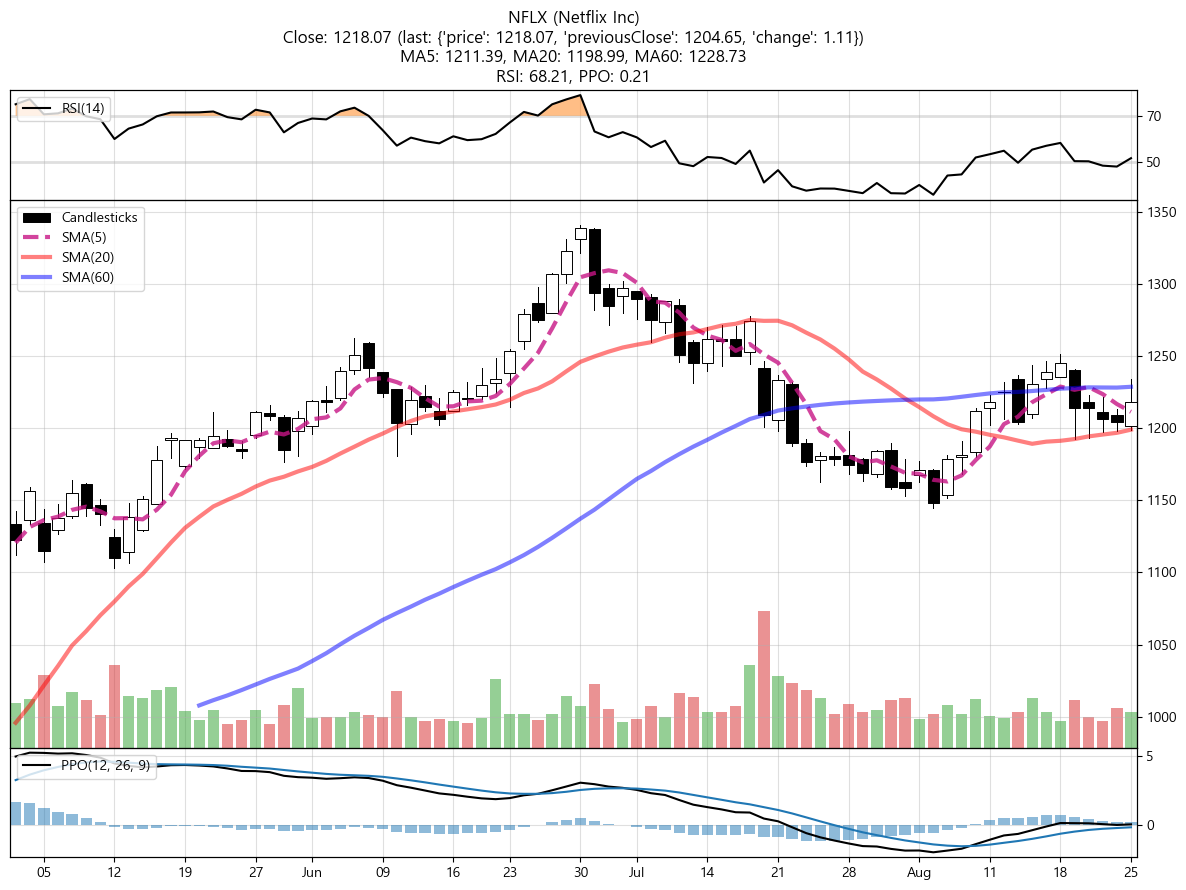 NFLX (Netflix Inc)
Close: 1218.07 (last: {'price': 1218.07, 'previousClose': 1204.65, 'change': 1.11})
MA5: 1211.39, MA20: 1198.99, MA60: 1228.73
RSI: 68.21, PPO: 0.21
RSI(14)
70
50
Candlesticks
SMA(5)
SMA(20)
SMA(60)
1350
1300
1250
1200
1150
1100
1050
1000
PPO(12, 26, 9)
5
0
05 12 19 27 Jun 09 16 23 30 Jul 14 21 28 Aug 11 18 25